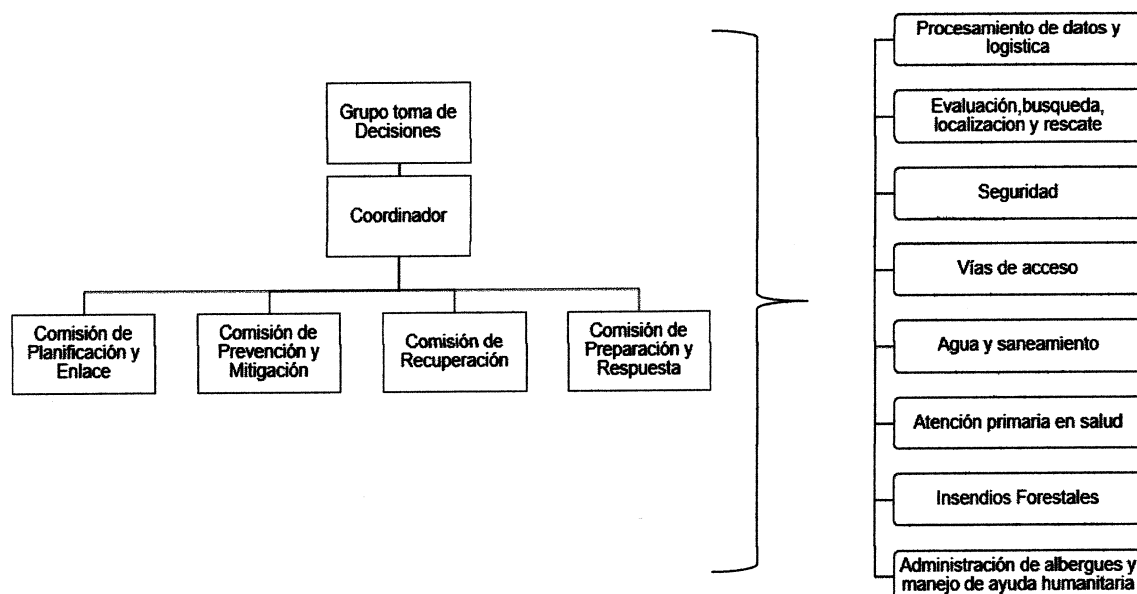 Grupo toma de
Decisiones
Coordinador
Comisión de
Planificación y
Enlace
Comisión de
Prevención y
Mitigación
Comisión de
Recuperación
Comisión de
Preparación y
Respuesta
Procesamiento de datos y
logistica
Evaluación,busqueda,
localizacion y rescate
Seguridad
Vías de acceso
Agua y saneamiento
Atención primaria en salud
Insendios Forestales
Administración de albergues y
manejo de ayuda humanitaria